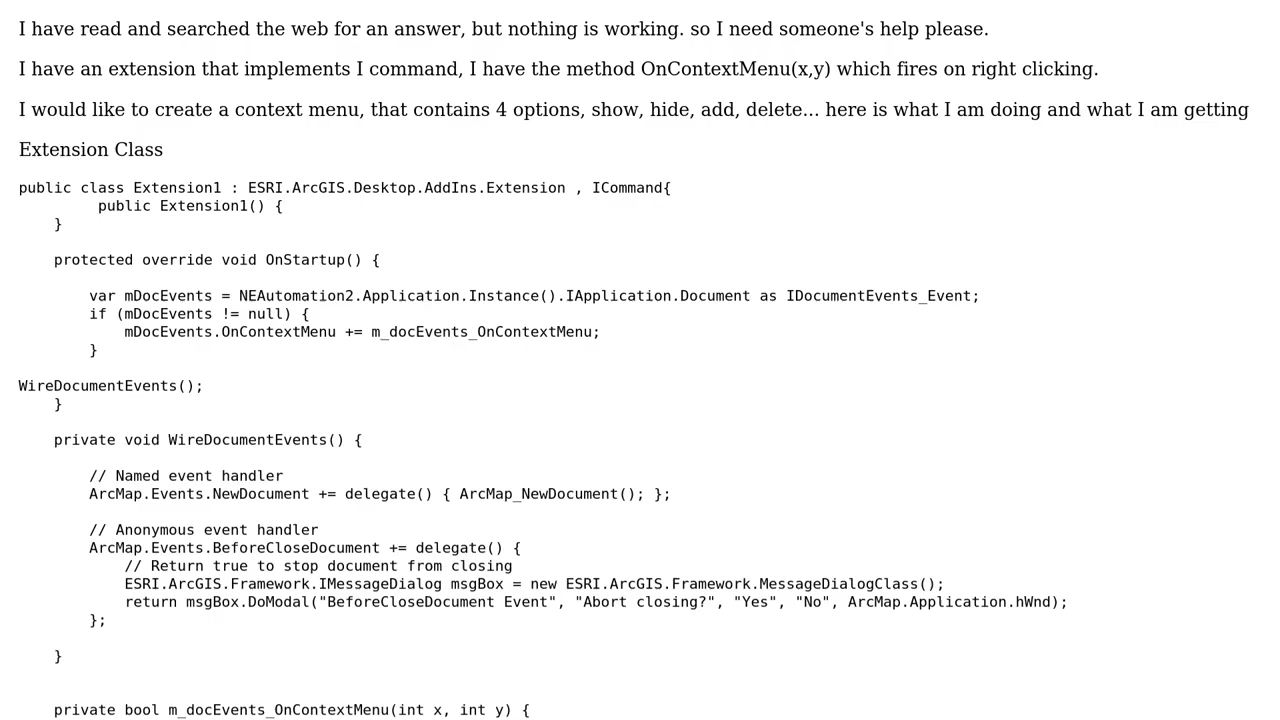 I have read and searched the web for an answer, but nothing is working. so I need someone's help please.
I have an extension that implements I command, I have the method OnContextMenu(x,y) which fires on right clicking.
I would like to create a context menu, that contains 4 options, show, hide, add, delete... here is what I am doing and what I am getting
Extension Class
public class Extension1 : ESRI.ArcGIS.Desktop.AddIns.Extension , ICommand{
         public Extension1() {
    }
    protected override void OnStartup() {
        var mDocEvents = NEAutomation2.Application.Instance().IApplication.Document as IDocumentEvents_Event;
        if (mDocEvents != null) {
            mDocEvents.OnContextMenu += m_docEvents_OnContextMenu;
        }
WireDocumentEvents();
    }
    private void WireDocumentEvents() {
        // Named event handler
        ArcMap.Events.NewDocument += delegate() { ArcMap_NewDocument(); };
        // Anonymous event handler
        ArcMap.Events.BeforeCloseDocument += delegate() {
            // Return true to stop document from closing
            ESRI.ArcGIS.Framework.IMessageDialog msgBox = new ESRI.ArcGIS.Framework.MessageDialogClass();
            return msgBox.DoModal("BeforeCloseDocument Event", "Abort closing?", "Yes", "No", ArcMap.Application.hWnd);
        };
    }
    private bool m_docEvents_OnContextMenu(int x, int y) {